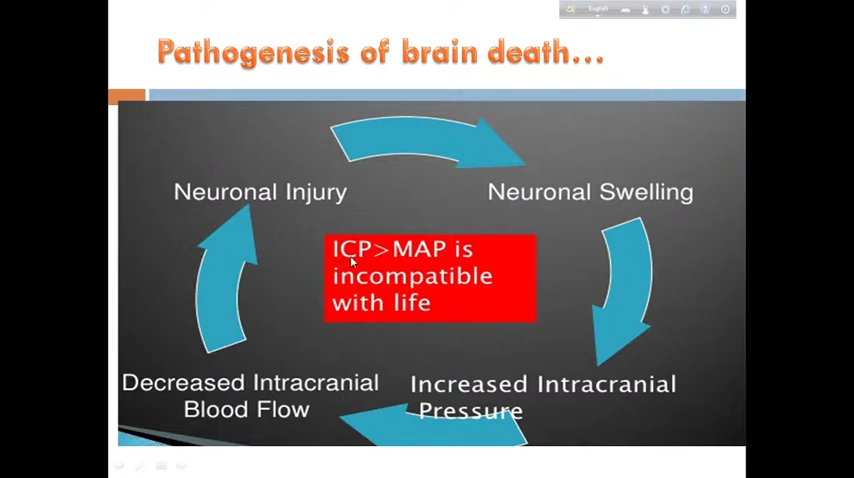 English
Pathogenesis of brain death...
Neuronal Injury
Neuronal Swelling
ICP>MAP is
incompatible
with life
Decreased Intracranial
Blood Flow
Increased Intracranial
Pressure